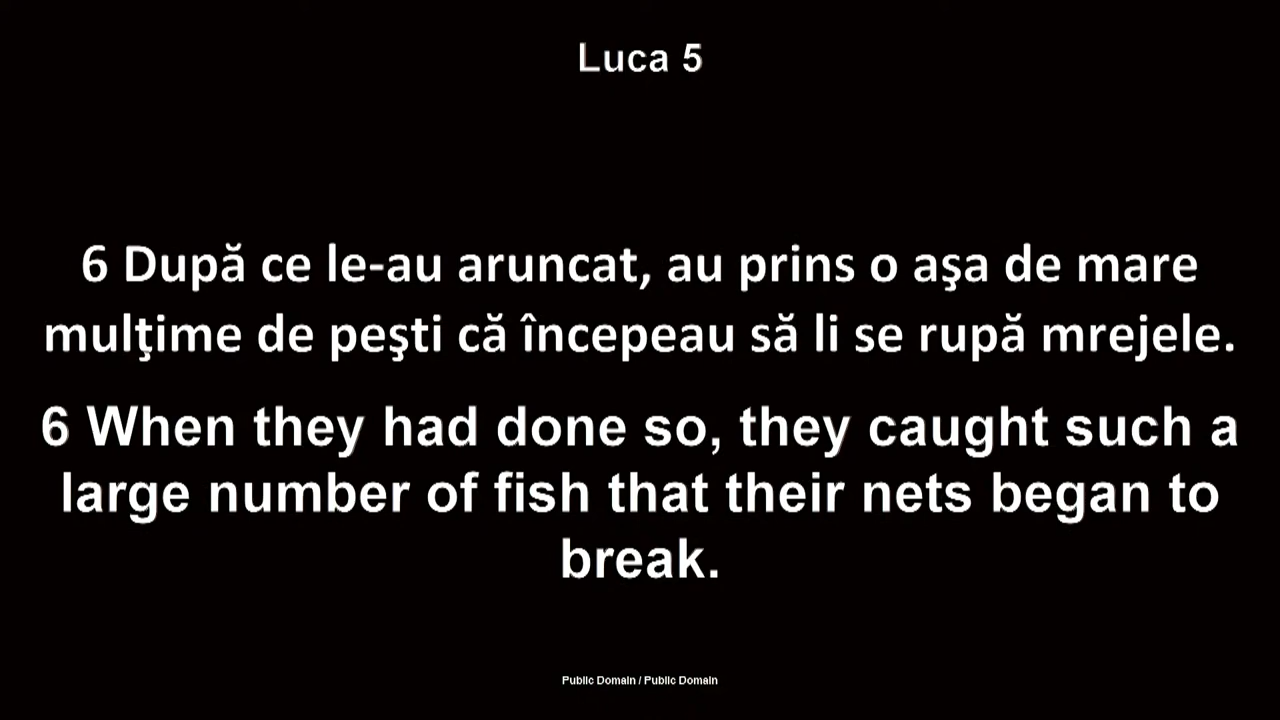 Luca 5
6 După ce le-au aruncat, au prins o aşa de mare
mulţime de peşti că începeau să li se rupă mrejele.
6 When they had done so, they caught such a
large number of fish that their nets began to
break.
Public Domain / Public Domain